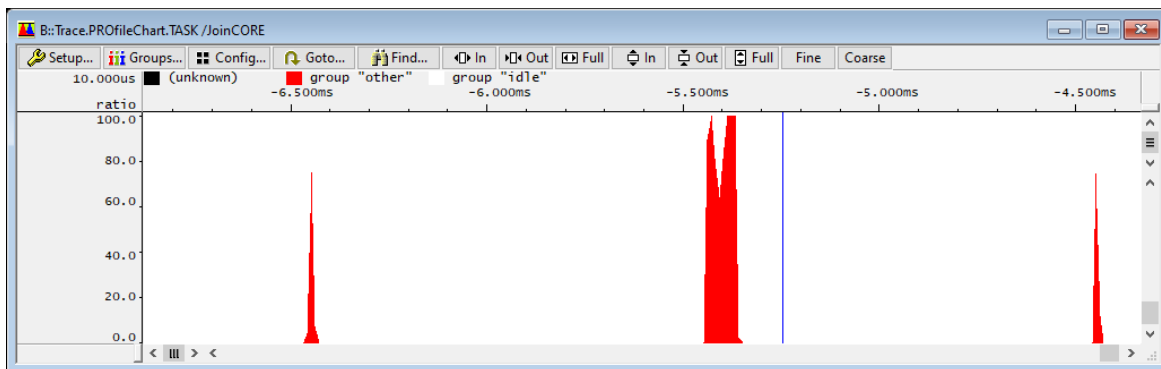 B::Trace.PROfileChart.TASK /JoinCORE
Setup... Groups... Config... Goto... Find... In Out Full In Out Full Fine Coarse
10.000us (unknown) group "other" group "idle"
-6.500ms -6.000ms -5.500ms -5.000ms -4.500ms
ratio
100.0
80.0
60.0
40.0
20.0
0.0